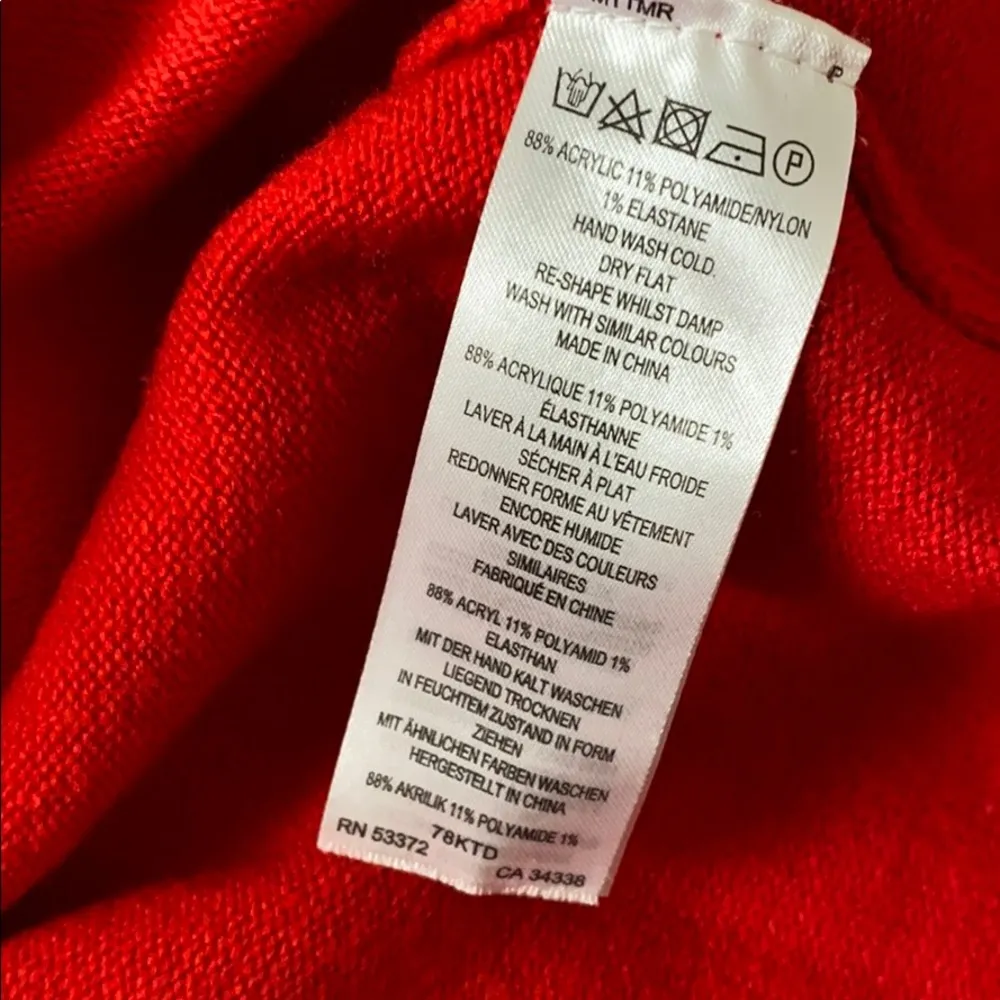 P
P
88% ACRYLIC 11% POLYAMIDE/NYLON
1% ELASTANE
HAND WASH COLD.
DRY FLAT
RE-SHAPE WHILST DAMP
WASH WITH SIMILAR COLOURS
MADE IN CHINA
88% ACRYLIQUE 11% POLYAMIDE 1%
ÉLASTHANNE
LAVER À LA MAIN À L'EAU FROIDE
SÉCHER À PLAT
REDONNER FORME AU VÊTEMENT
ENCORE HUMIDE
LAVER AVEC DES COULEURS
SIMILAIRES
FABRIQUÉ EN CHINE
88% ACRYL 11% POLYAMID 1%
ELASTHAN
MIT DER HAND KALT WASCHEN
LIEGEND TROCKNEN
IN FEUCHTEM ZUSTAND IN FORM
ZIEHEN
MIT ÄHNLICHEN FARBEN WASCHEN
HERGESTELLT IN CHINA
88% AKRILIK 11% POLYAMIDE 1%
RN 53372 78KTD CA 34338